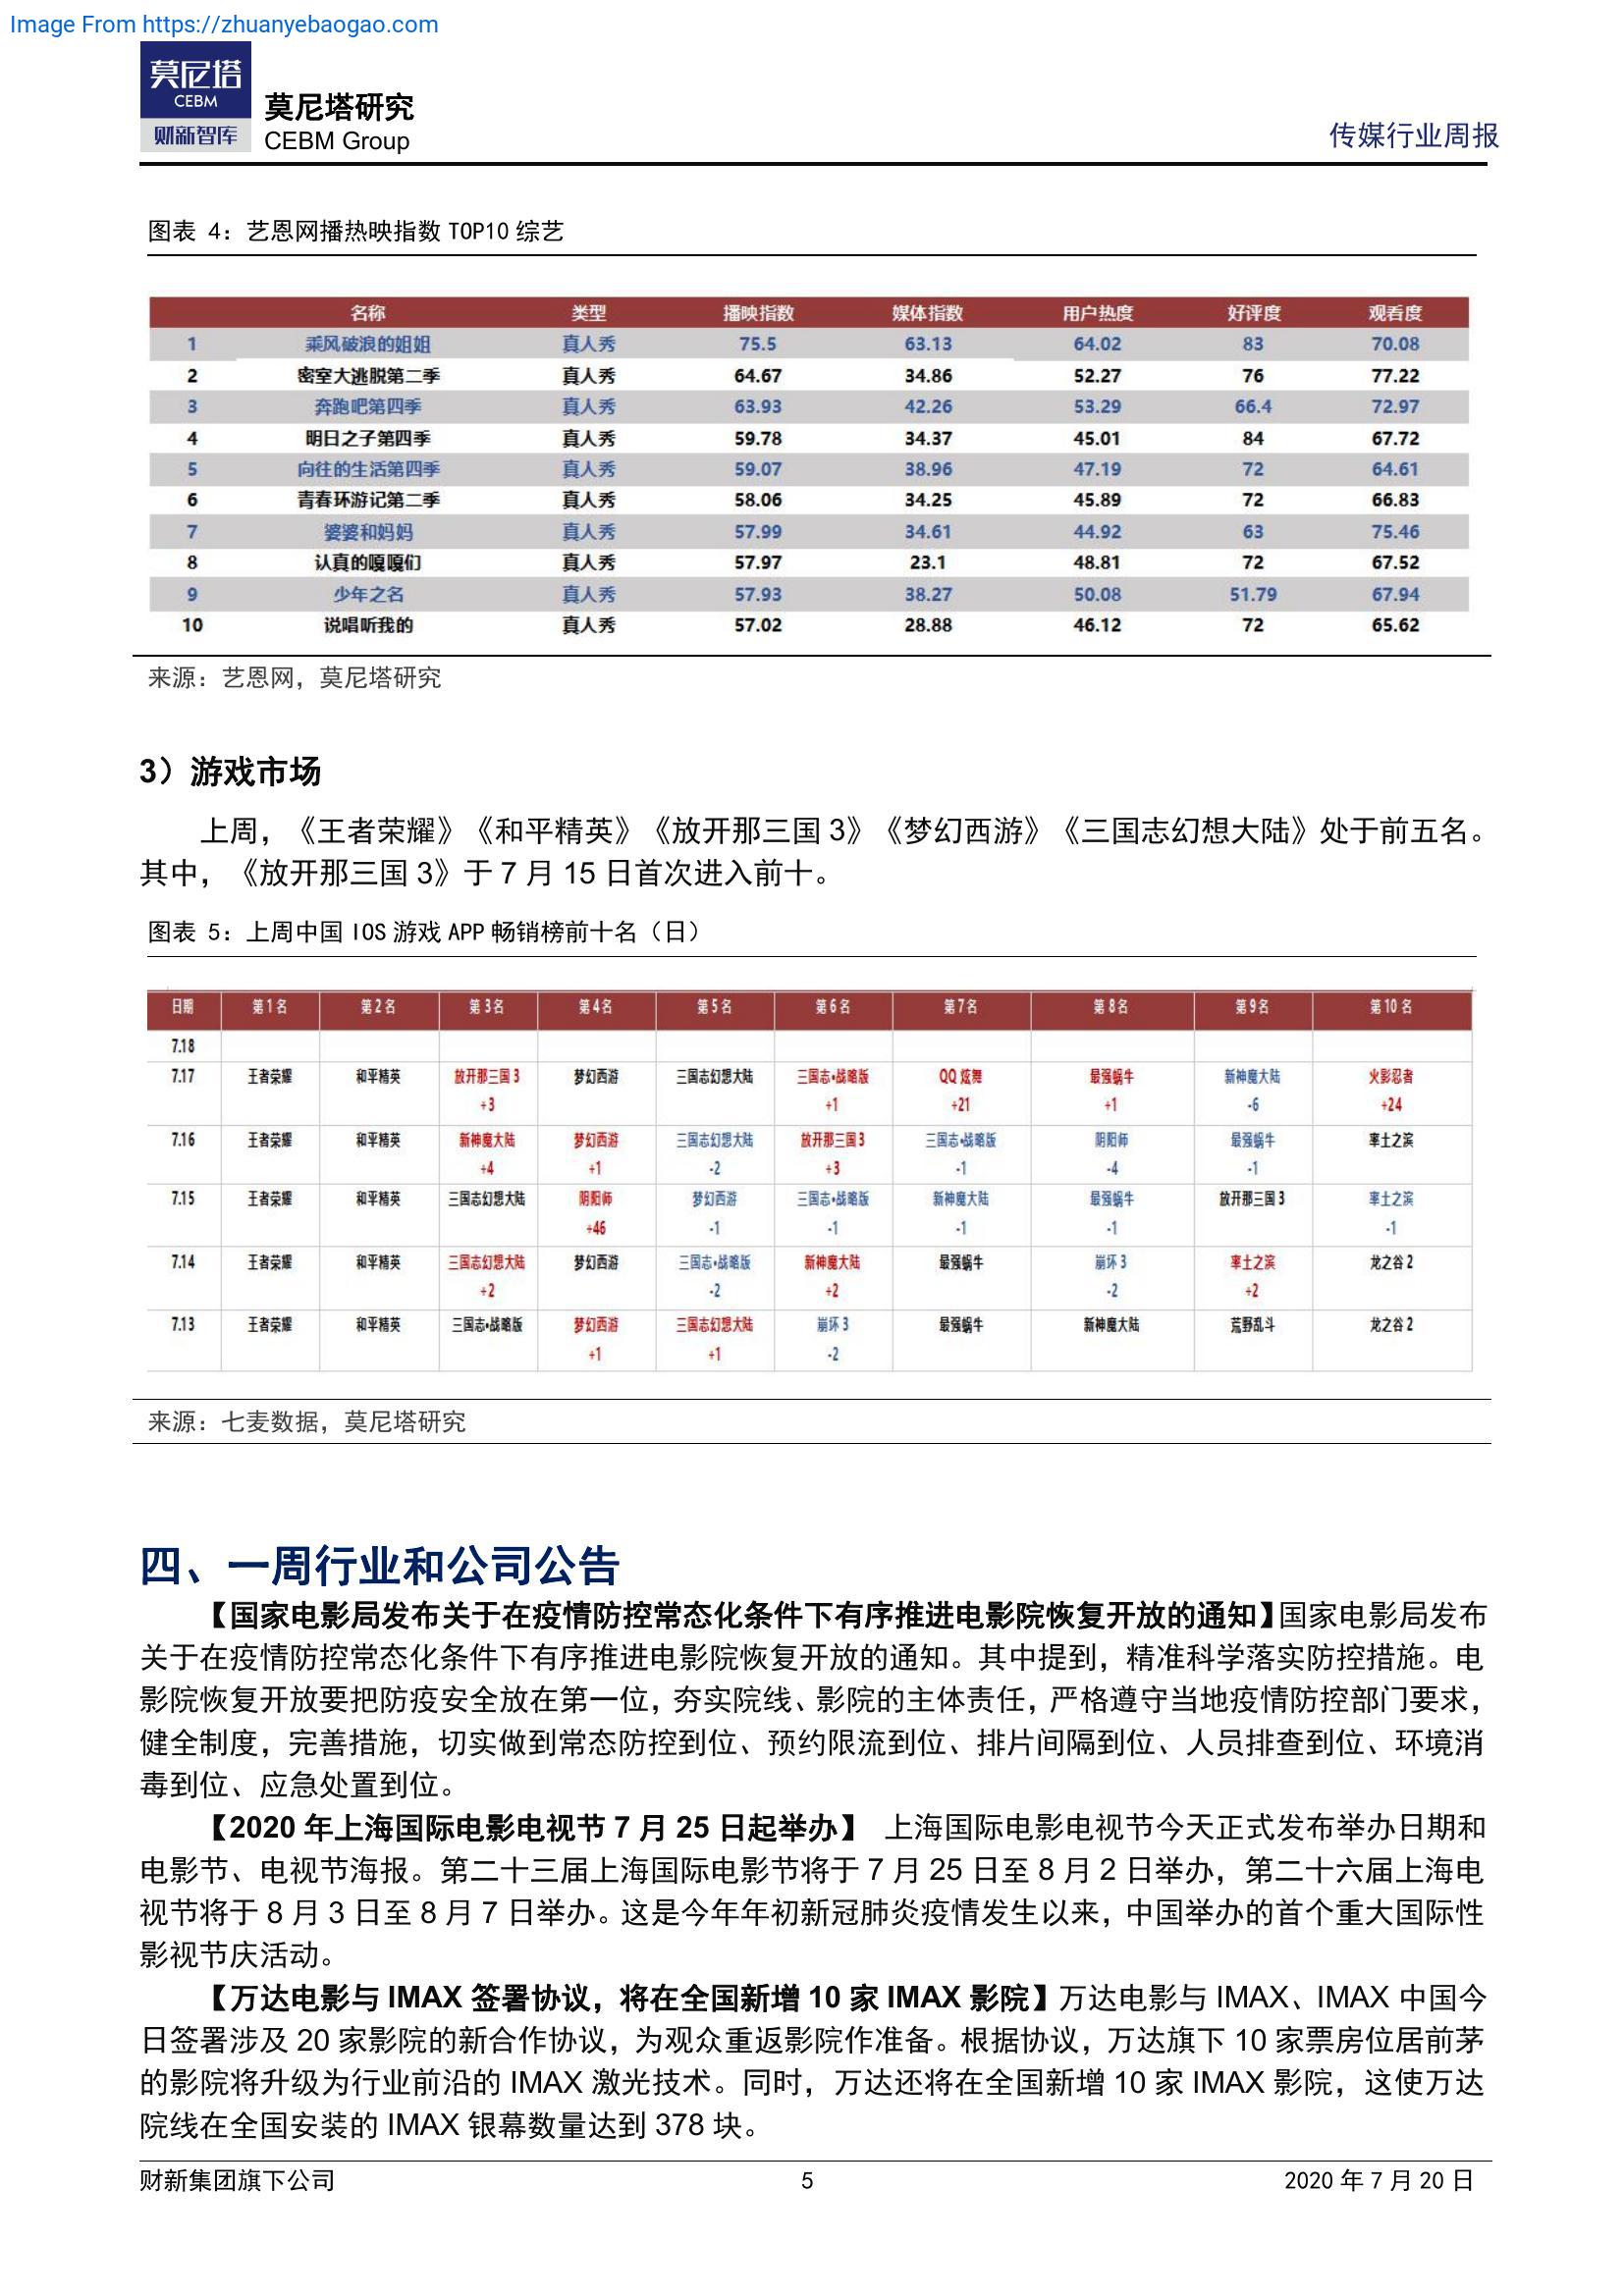 Image From https://zhuanyebaogao.com
莫尼塔
CEBM
财新智库
莫尼塔研究
CEBM Group
传媒行业周报
图表 4：艺恩网播热映指数 TOP10 综艺
名称 类型 播映指数 媒体指数 用户热度 好评度 观看度
1 乘风破浪的姐姐 真人秀 75.5 63.13 64.02 83 70.08
2 密室大逃脱第二季 真人秀 64.67 34.86 52.27 76 77.22
3 奔跑吧第四季 真人秀 63.93 42.26 53.29 66.4 72.97
4 明日之子第四季 真人秀 59.78 34.37 45.01 84 67.72
5 向往的生活第四季 真人秀 59.07 38.96 47.19 72 64.61
6 青春环游记第二季 真人秀 58.06 34.25 45.89 72 66.83
7 婆婆和妈妈 真人秀 57.99 34.61 44.92 63 75.46
8 认真的嘎嘎们 真人秀 57.97 23.1 48.81 72 67.52
9 少年之名 真人秀 57.93 38.27 50.08 51.79 67.94
10 说唱听我的 真人秀 57.02 28.88 46.12 72 65.62
来源：艺恩网，莫尼塔研究
3）游戏市场
上周，《王者荣耀》《和平精英》《放开那三国 3》《梦幻西游》《三国志幻想大陆》处于前五名。
其中，《放开那三国 3》于 7 月 15 日首次进入前十。
图表 5：上周中国 IOS 游戏 APP 畅销榜前十名（日）
日期 第1名 第2名 第3名 第4名 第5名 第6名 第7名 第8名 第9名 第10名
7.18
7.17 王者荣耀 和平精英 放开那三国 3 梦幻西游 三国志幻想大陆 三国志•战略版 QQ 炫舞 最强蜗牛 新神魔大陆 火影忍者
+3 +1 +21 +1 -6 +24
7.16 王者荣耀 和平精英 新神魔大陆 梦幻西游 三国志幻想大陆 放开那三国 3 三国志•战略版 阴阳师 最强蜗牛 率土之滨
+4 +1 -2 +3 -1 -4 -1
7.15 王者荣耀 和平精英 三国志幻想大陆 阴阳师 梦幻西游 三国志•战略版 新神魔大陆 最强蜗牛 放开那三国 3 率土之滨
+46 -1 -1 -1 -1 -1
7.14 王者荣耀 和平精英 三国志幻想大陆 梦幻西游 三国志•战略版 新神魔大陆 最强蜗牛 崩坏 3 率土之滨 龙之谷 2
+2 -2 +2 -2 +2
7.13 王者荣耀 和平精英 三国志•战略版 梦幻西游 三国志幻想大陆 崩坏 3 最强蜗牛 新神魔大陆 荒野乱斗 龙之谷 2
+1 +1 -2
来源：七麦数据，莫尼塔研究
四、一周行业和公司公告
【国家电影局发布关于在疫情防控常态化条件下有序推进电影院恢复开放的通知】国家电影局发布
关于在疫情防控常态化条件下有序推进电影院恢复开放的通知。其中提到，精准科学落实防控措施。电
影院恢复开放要把防疫安全放在第一位，夯实院线、影院的主体责任，严格遵守当地疫情防控部门要求，
健全制度，完善措施，切实做到常态防控到位、预约限流到位、排片间隔到位、人员排查到位、环境消
毒到位、应急处置到位。
【2020 年上海国际电影电视节 7 月 25 日起举办】 上海国际电影电视节今天正式发布举办日期和
电影节、电视节海报。第二十三届上海国际电影节将于 7 月 25 日至 8 月 2 日举办，第二十六届上海电
视节将于 8 月 3 日至 8 月 7 日举办。这是今年年初新冠肺炎疫情发生以来，中国举办的首个重大国际性
影视节庆活动。
【万达电影与 IMAX 签署协议，将在全国新增 10 家 IMAX 影院】万达电影与 IMAX、IMAX 中国今
日签署涉及 20 家影院的新合作协议，为观众重返影院作准备。根据协议，万达旗下 10 家票房位居前茅
的影院将升级为行业前沿的 IMAX 激光技术。同时，万达还将在全国新增 10 家 IMAX 影院，这使万达
院线在全国安装的 IMAX 银幕数量达到 378 块。
财新集团旗下公司 5 2020 年 7 月 20 日